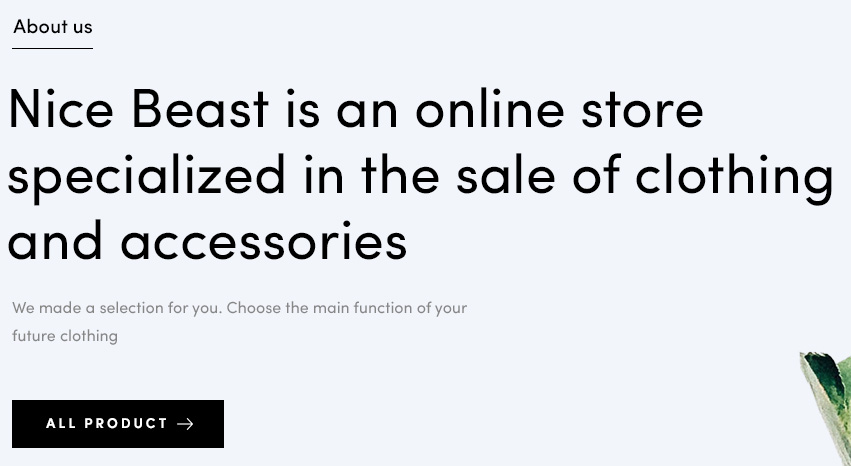 About us
Nice Beast is an online store
specialized in the sale of clothing
and accessories
We made a selection for you. Choose the main function of your
future clothing
ALL PRODUCT →